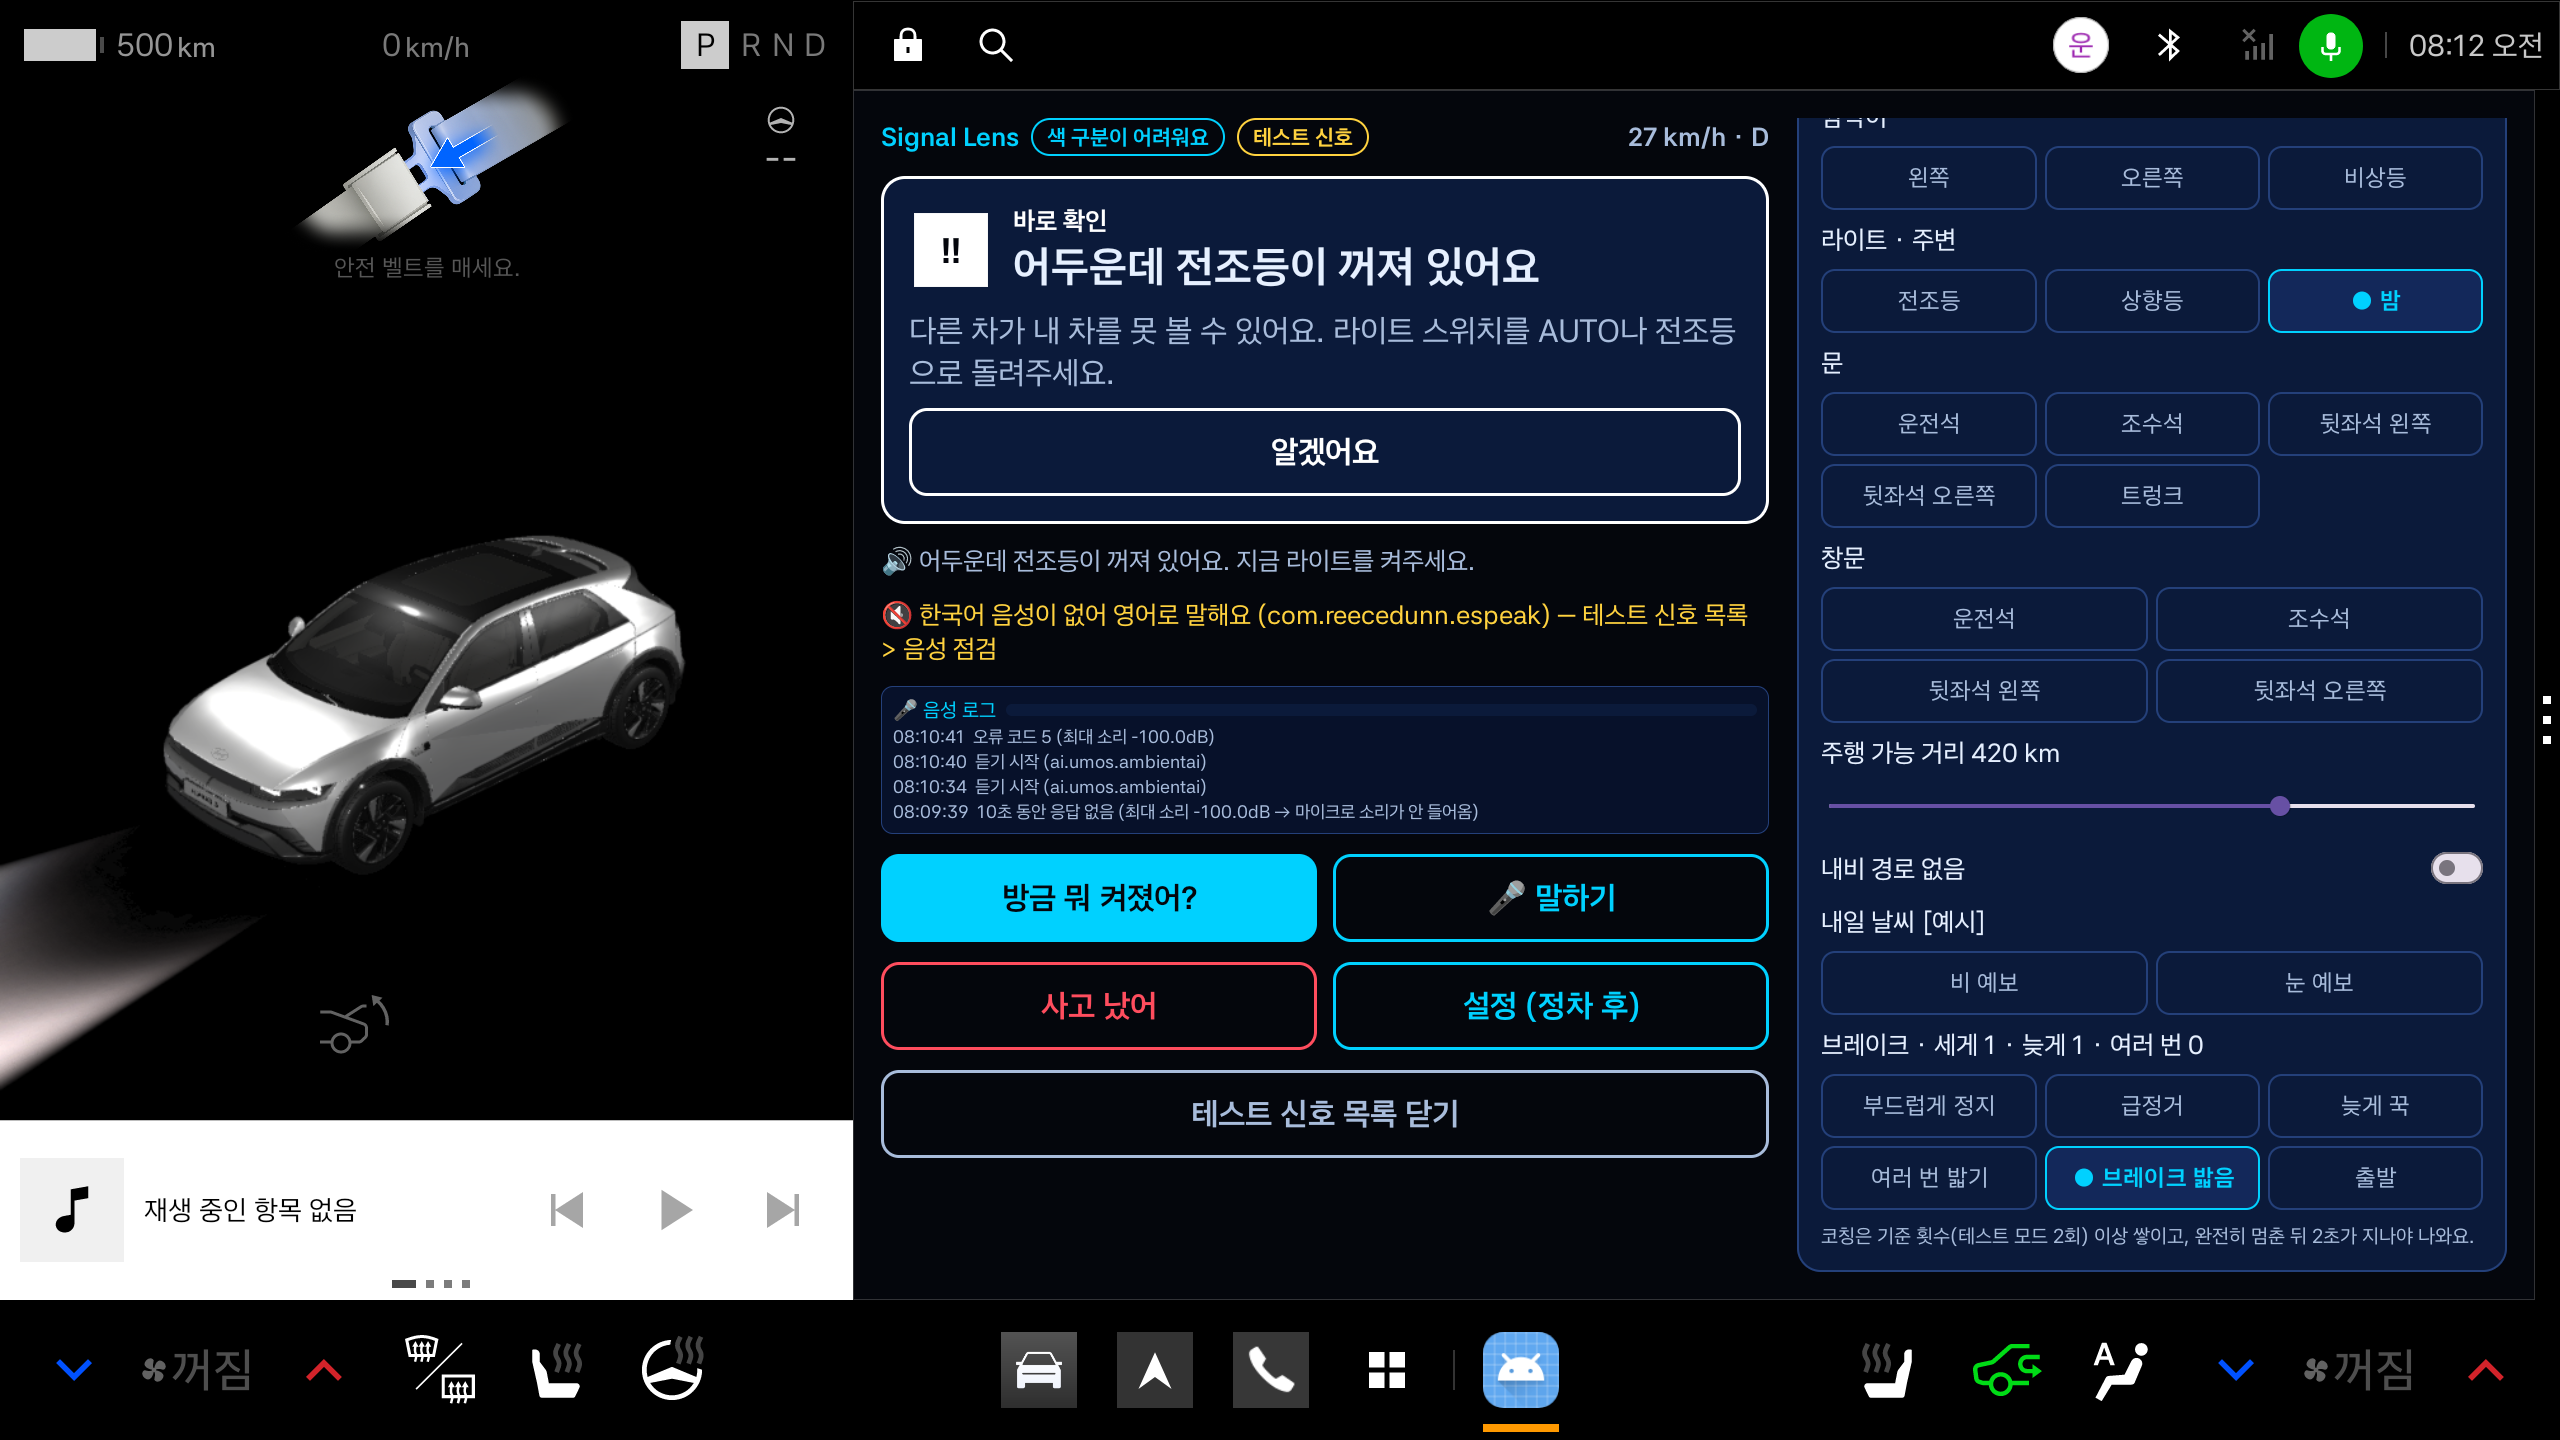 500 km
0 km/h
P R N D
안전 벨트를 매세요.
재생 중인 항목 없음
운
08:12 오전
Signal Lens
색 구분이 어려워요
테스트 신호
27 km/h · D
!!
바로 확인
어두운데 전조등이 꺼져 있어요
다른 차가 내 차를 못 볼 수 있어요. 라이트 스위치를 AUTO나 전조등
으로 돌려주세요.
알겠어요
어두운데 전조등이 꺼져 있어요. 지금 라이트를 켜주세요.
한국어 음성이 없어 영어로 말해요 (com.reecedunn.espeak) — 테스트 신호 목록
> 음성 점검
음성 로그
08:10:41 오류 코드 5 (최대 소리 -100.0dB)
08:10:40 듣기 시작 (ai.umos.ambientai)
08:10:34 듣기 시작 (ai.umos.ambientai)
08:09:39 10초 동안 응답 없음 (최대 소리 -100.0dB → 마이크로 소리가 안 들어옴)
방금 뭐 켜졌어?
말하기
사고 났어
설정 (정차 후)
테스트 신호 목록 닫기
왼쪽
오른쪽
비상등
라이트 · 주변
전조등
상향등
밤
문
운전석
조수석
뒷좌석 왼쪽
뒷좌석 오른쪽
트렁크
창문
운전석
조수석
뒷좌석 왼쪽
뒷좌석 오른쪽
주행 가능 거리 420 km
내비 경로 없음
내일 날씨 [예시]
비 예보
눈 예보
브레이크 · 세게 1 · 늦게 1 · 여러 번 0
부드럽게 정지
급정거
늦게 꾹
여러 번 밟기
브레이크 밟음
출발
코칭은 기준 횟수(테스트 모드 2회) 이상 쌓이고, 완전히 멈춘 뒤 2초가 지나야 나와요.
꺼짐
A
꺼짐